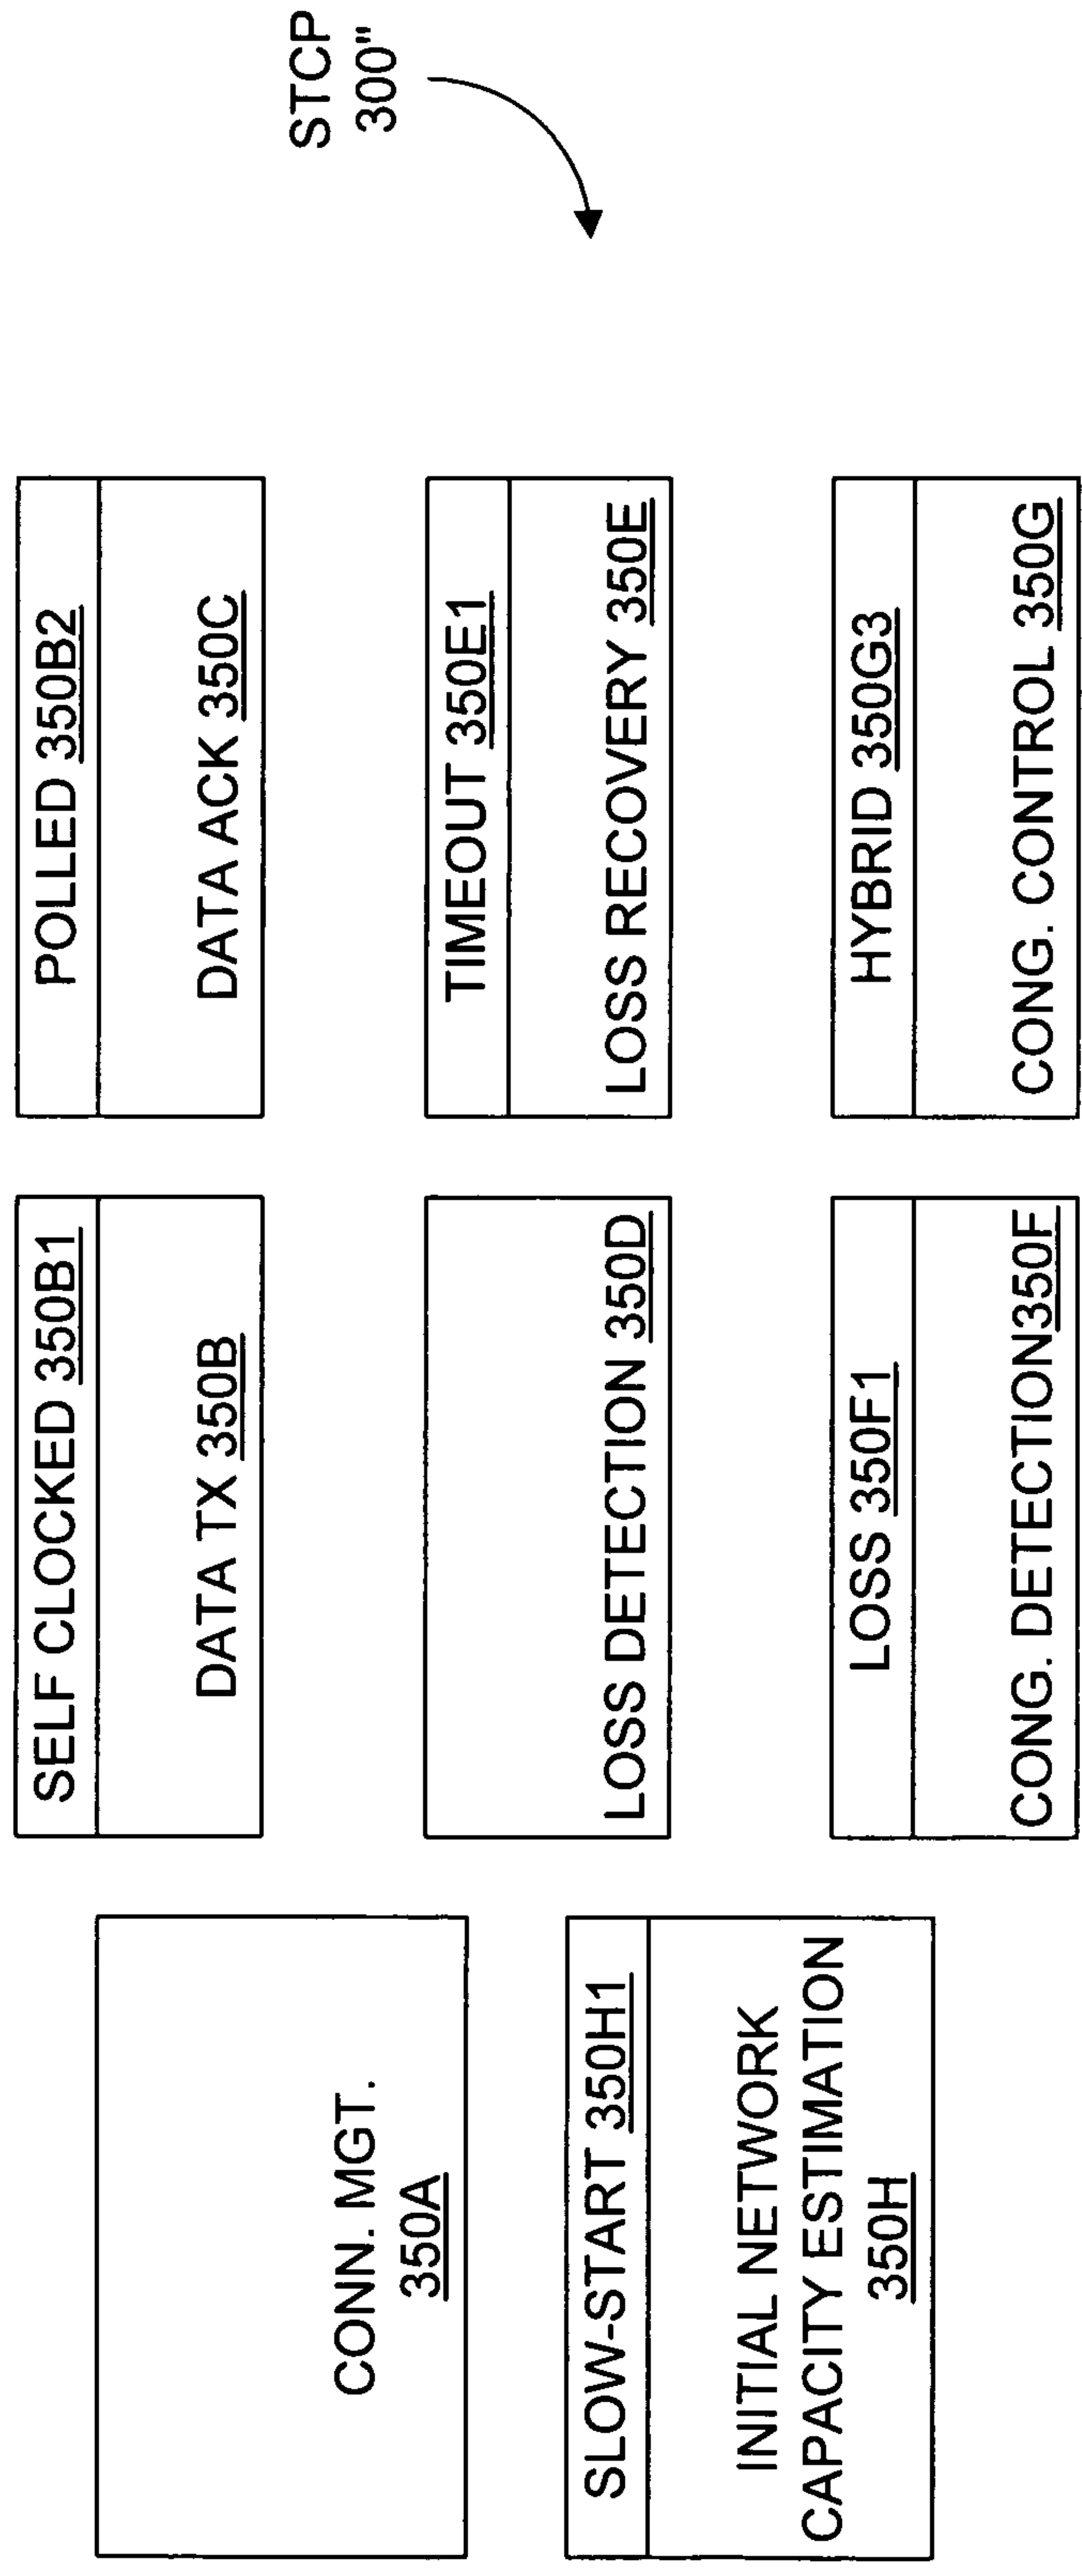 STCP
300"
CONN. MGT.
350A
SLOW-START 350H1
INITIAL NETWORK
CAPACITY ESTIMATION
350H
SELF CLOCKED 350B1
DATA TX 350B
LOSS DETECTION 350D
LOSS 350F1
CONG. DETECTION350F
POLLED 350B2
DATA ACK 350C
TIMEOUT 350E1
LOSS RECOVERY 350E
HYBRID 350G3
CONG. CONTROL 350G